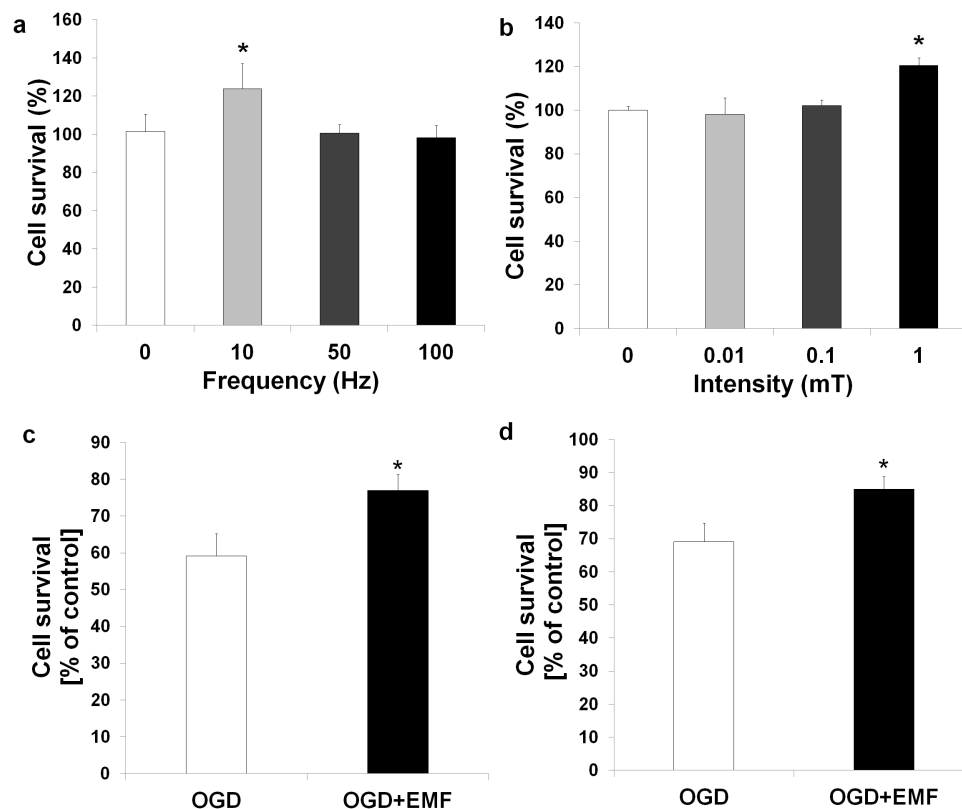 a
160
140
120
100
80
60
40
20
0
Cell survival (%)
*
0 10 50 100
Frequency (Hz)
b
140
120
100
80
60
40
20
0
Cell survival (%)
*
0 0.01 0.1 1
Intensity (mT)
c
90
80
70
60
50
40
30
20
10
0
Cell survival
[% of control]
*
OGD OGD+EMF
d
100
90
80
70
60
50
40
30
20
10
0
Cell survival
[% of control]
*
OGD OGD+EMF